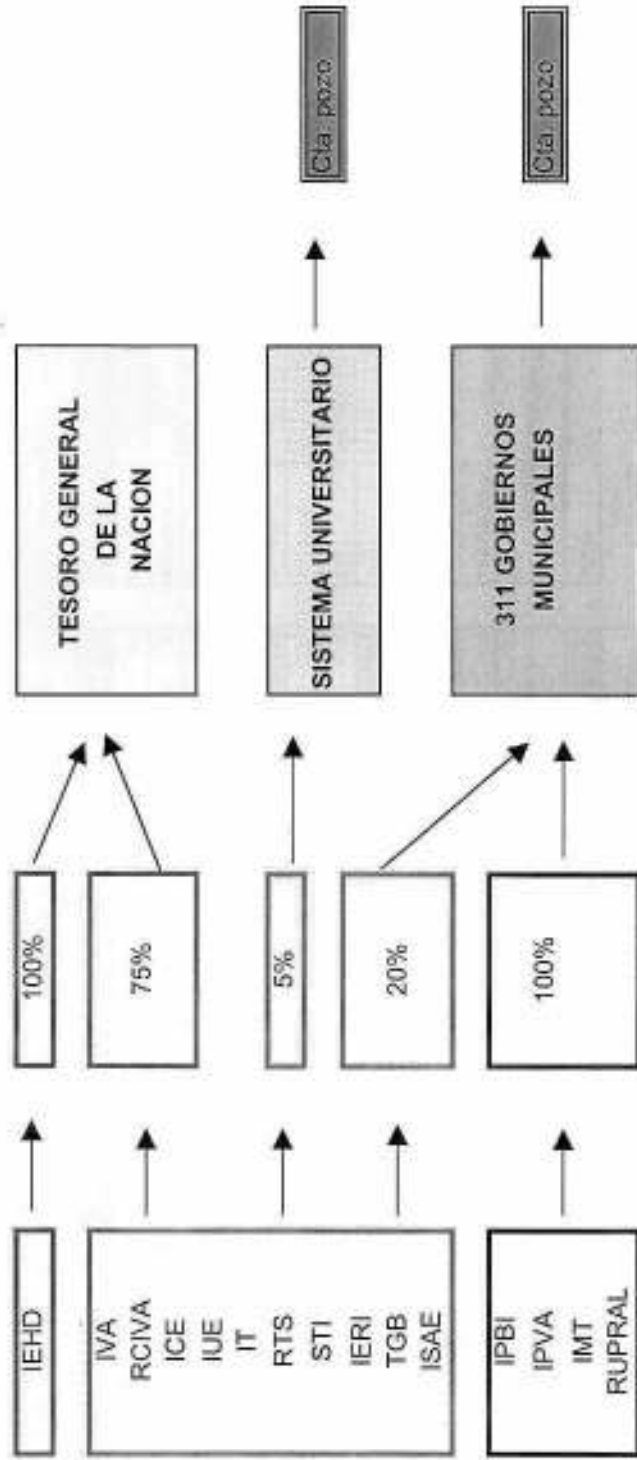 IEHD
100%
TESORO GENERAL
DE LA
NACION
IVA
RCIVA
ICE
IUE
IT
RTS
STI
IERI
TGB
ISAE
75%
5%
SISTEMA UNIVERSITARIO
Cta. pozo
20%
311 GOBIERNOS
MUNICIPALES
Cta. pozo
IPBI
IPVA
IMT
RUPRAL
100%